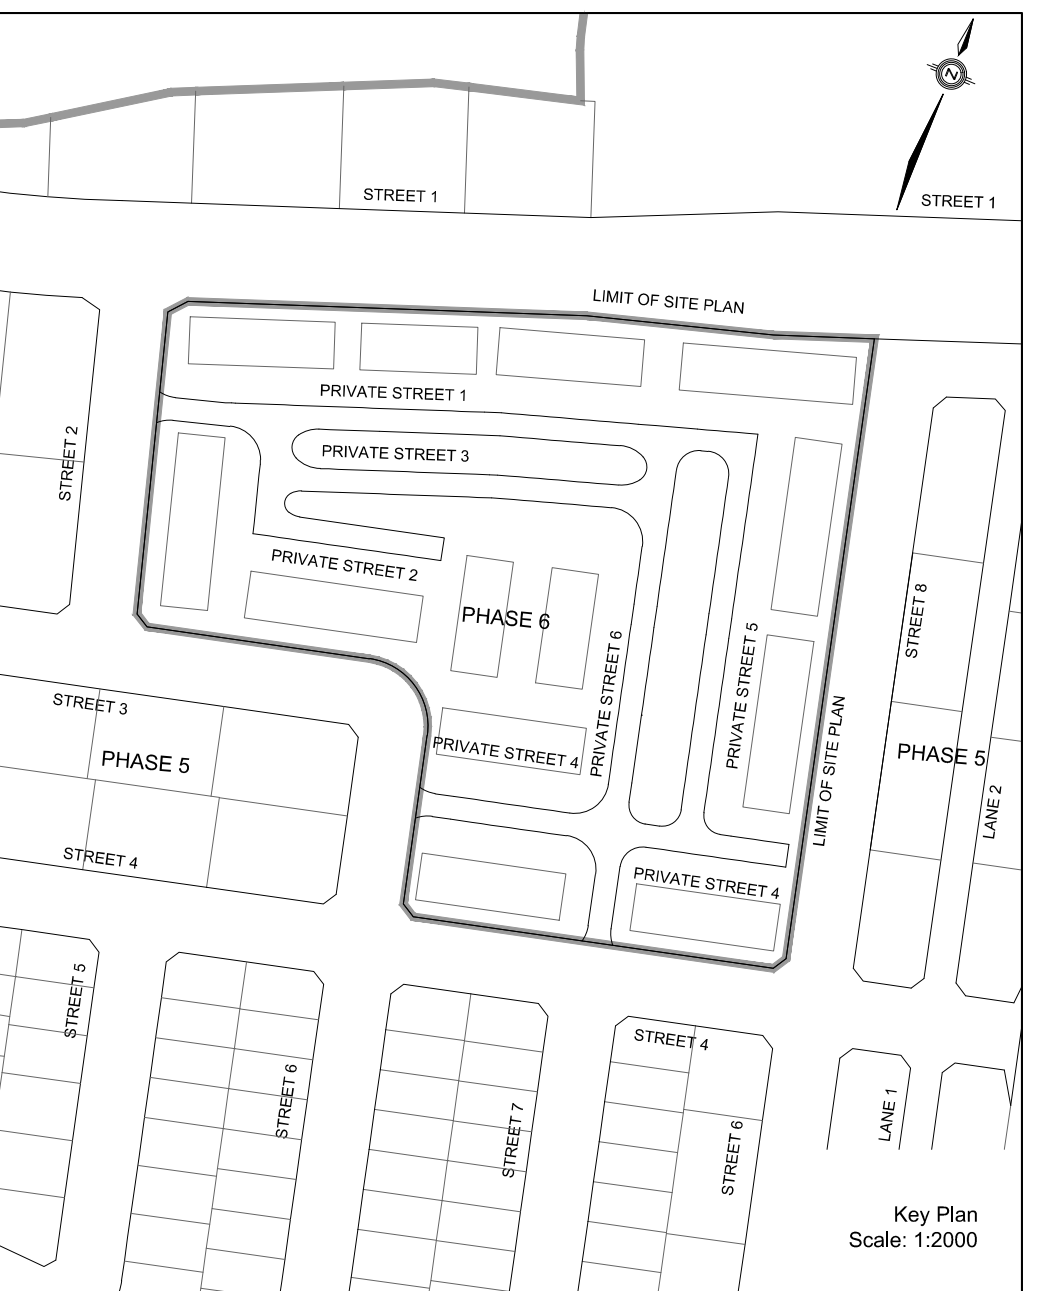 N
STREET 1
STREET 1
LIMIT OF SITE PLAN
PRIVATE STREET 1
STREET 2
PRIVATE STREET 3
PRIVATE STREET 2
PHASE 6
STREET 8
PRIVATE STREET 6
PRIVATE STREET 5
STREET 3
PHASE 5
PRIVATE STREET 4
LIMIT OF SITE PLAN
PHASE 5
LANE 2
STREET 4
PRIVATE STREET 4
STREET 5
STREET 4
STREET 6
STREET 7
STREET 6
LANE 1
Key Plan
Scale: 1:2000